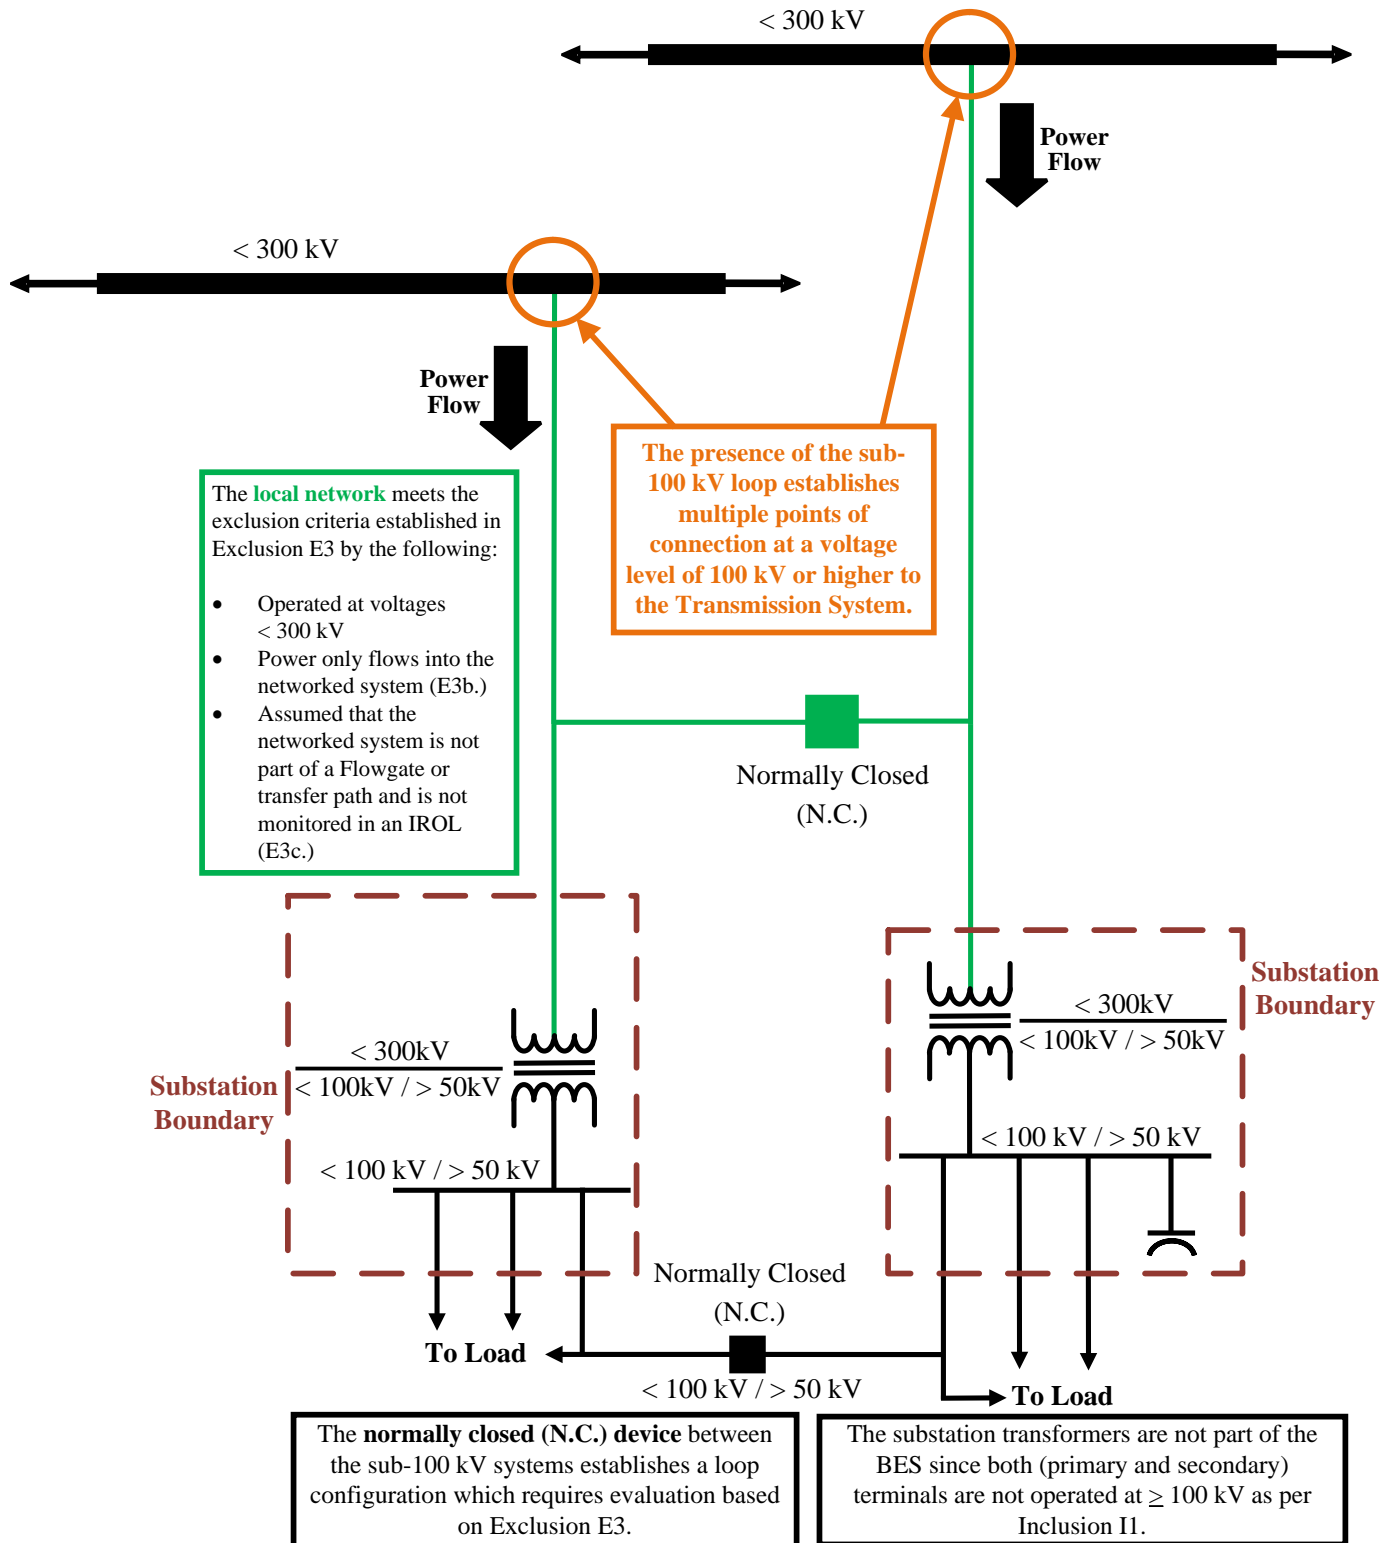 < 300 kV
Power
Flow
< 300 kV
Power
Flow
The presence of the sub-
100 kV loop establishes
multiple points of
connection at a voltage
level of 100 kV or higher to
the Transmission System.
The local network meets the
exclusion criteria established in
Exclusion E3 by the following:
• Operated at voltages
< 300 kV
• Power only flows into the
networked system (E3b.)
• Assumed that the
networked system is not
part of a Flowgate or
transfer path and is not
monitored in an IROL
(E3c.)
Normally Closed
(N.C.)
Substation
Boundary
< 300kV
< 100kV / > 50kV
< 300kV
< 100kV / > 50kV
Substation
Boundary
< 100 kV / > 50 kV
< 100 kV / > 50 kV
Normally Closed
(N.C.)
To Load
< 100 kV / > 50 kV
To Load
The normally closed (N.C.) device between
the sub-100 kV systems establishes a loop
configuration which requires evaluation based
on Exclusion E3.
The substation transformers are not part of the
BES since both (primary and secondary)
terminals are not operated at ≥ 100 kV as per
Inclusion I1.